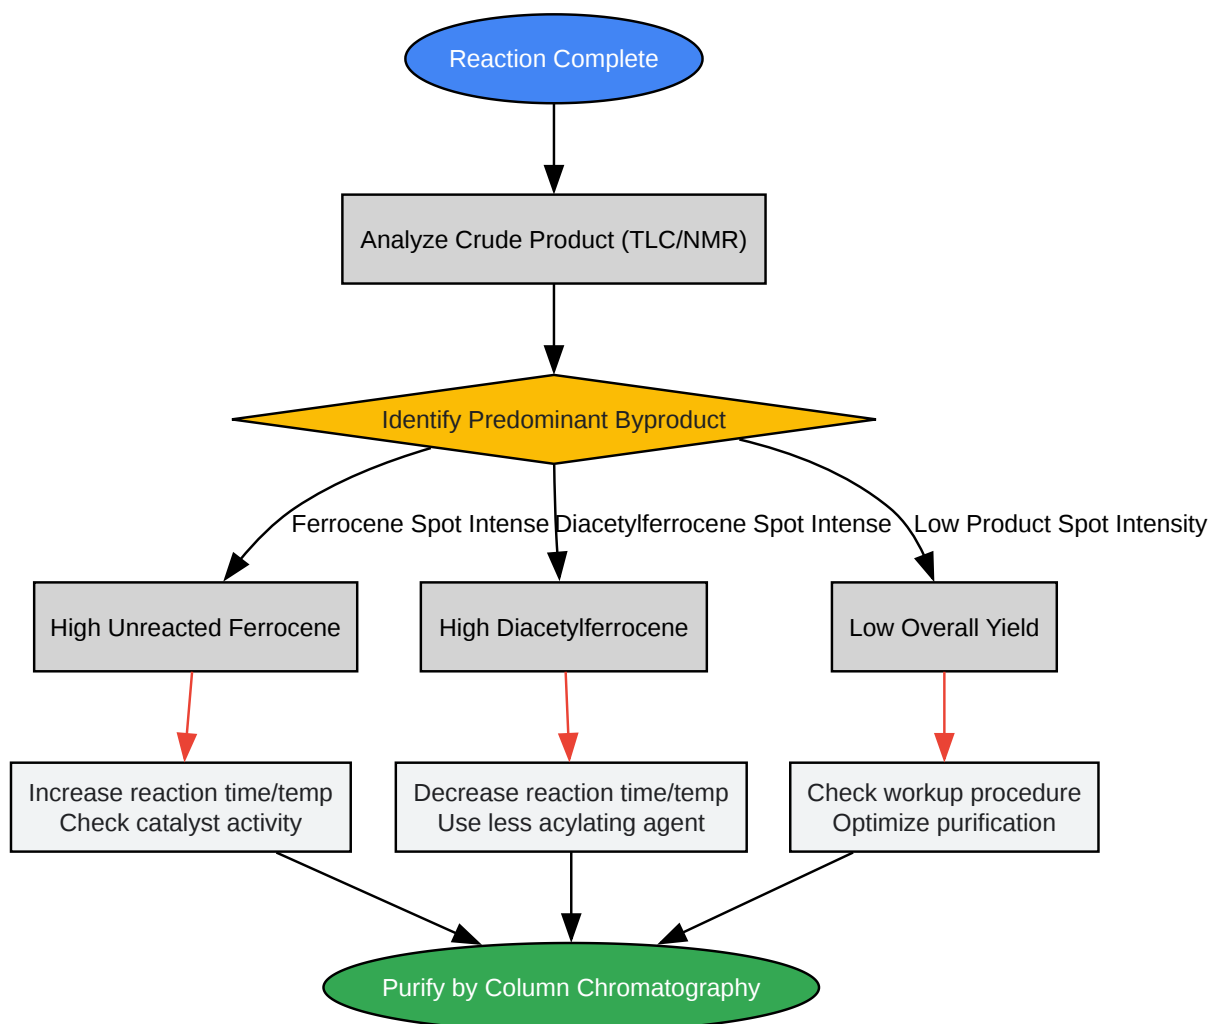 Reaction Complete
Analyze Crude Product (TLC/NMR)
Identify Predominant Byproduct
Ferrocene Spot Intense
Diacetylferrocene Spot Intense
Low Product Spot Intensity
High Unreacted Ferrocene
High Diacetylferrocene
Low Overall Yield
Increase reaction time/temp
Check catalyst activity
Decrease reaction time/temp
Use less acylating agent
Check workup procedure
Optimize purification
Purify by Column Chromatography